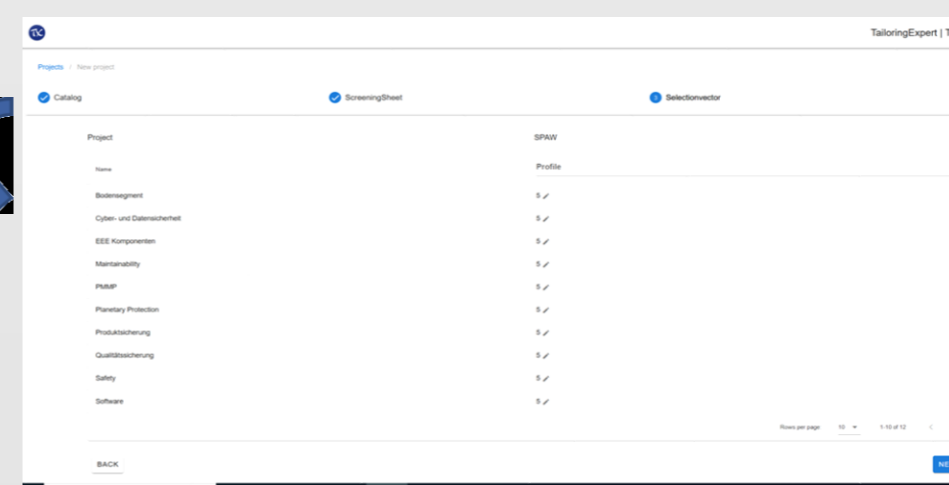 TailoringExpert | T
Projects / New project
Catalog
ScreeningSheet
3 Selectionvector
Project SPAW
Name Profile
Bodensegment 5
Cyber- und Datensicherheit 5
EEE Komponenten 5
Maintainability 5
PMMP 5
Planetary Protection 5
Produktsicherung 5
Qualitätssicherung 5
Safety 5
Software 5
Rows per page 10 1-10 of 12
BACK NE